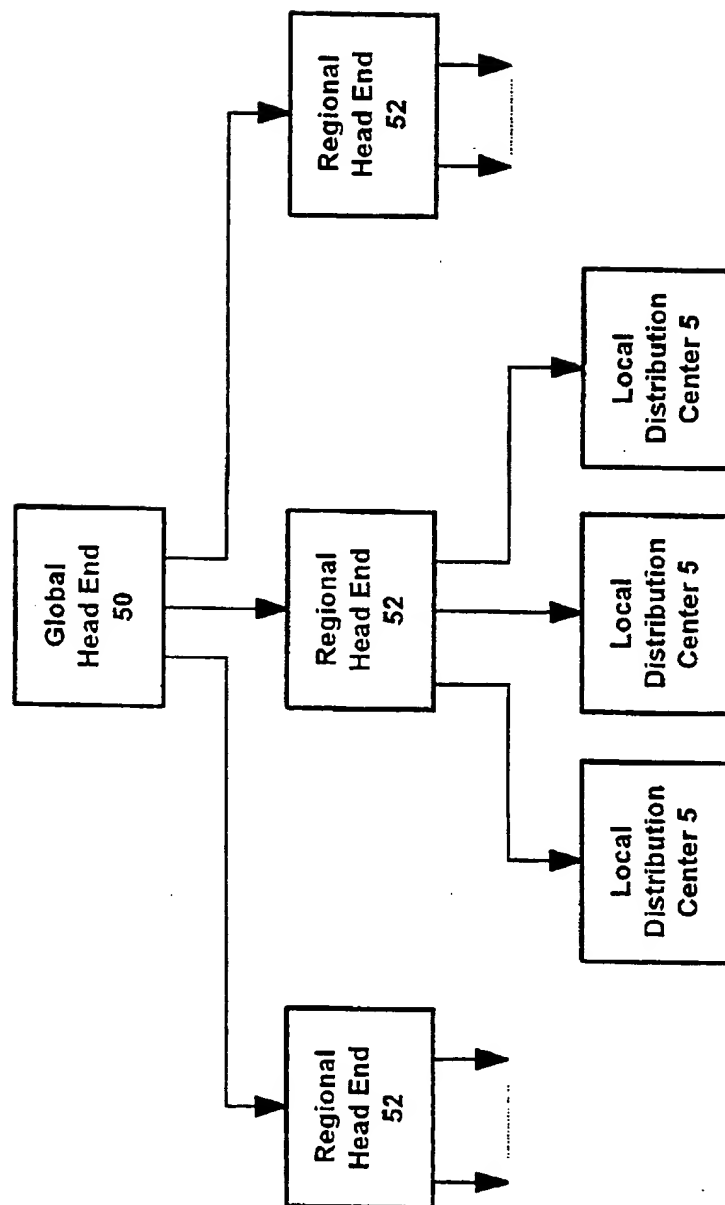 Global
Head End
50
Regional
Head End
52
Regional
Head End
52
Regional
Head End
52
Local
Distribution
Center 5
Local
Distribution
Center 5
Local
Distribution
Center 5